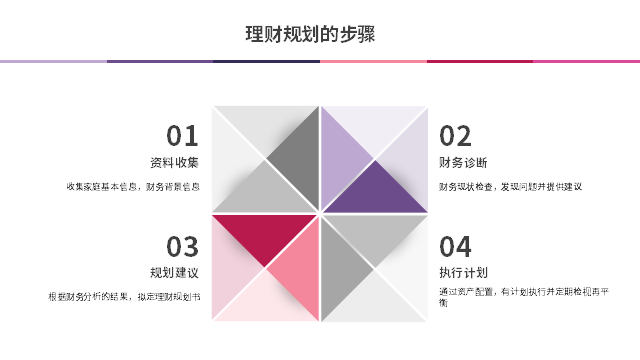 理财规划的步骤
01
资料收集
收集家庭基本信息，财务背景信息
02
财务诊断
财务现状检查，发现问题并提供建议
03
规划建议
根据财务分析的结果，拟定理财规划书
04
执行计划
通过资产配置，有计划执行并定期检视再平
衡